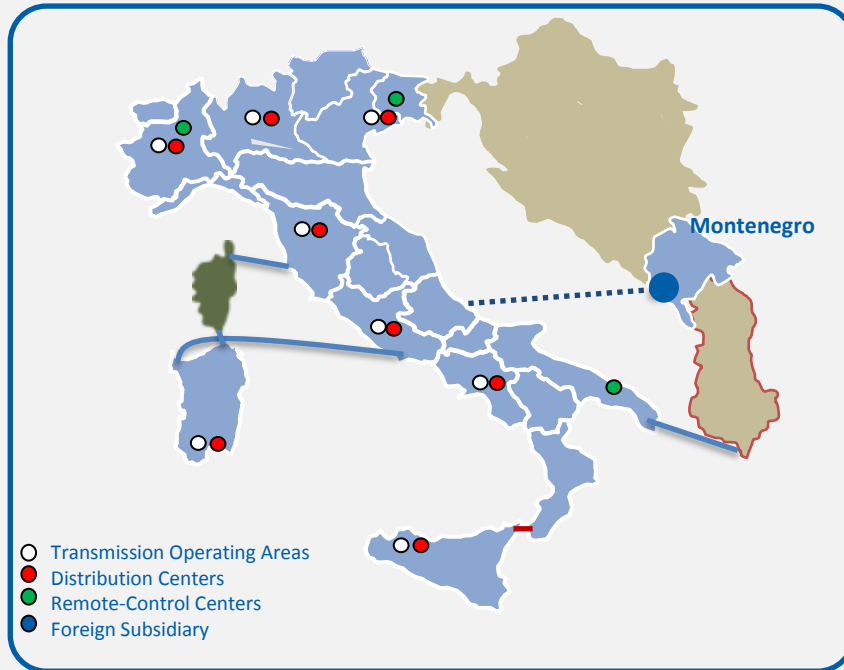 Montenegro
Transmission Operating Areas
Distribution Centers
Remote-Control Centers
Foreign Subsidiary